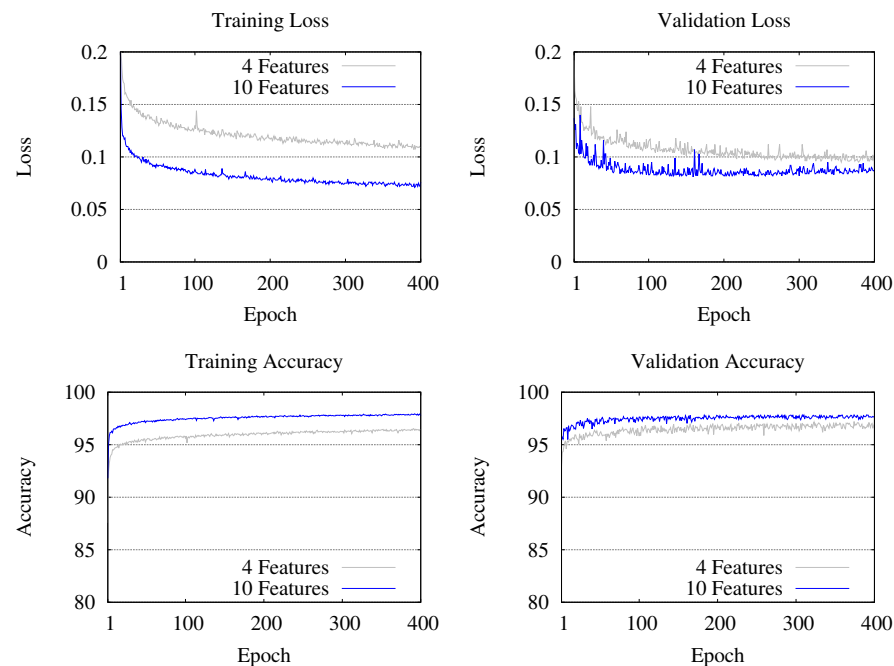 Training Loss
0.2
0.15
0.1
0.05
0
Loss
4 Features
10 Features
1 100 200 300 400
Epoch
Validation Loss
0.2
0.15
0.1
0.05
0
Loss
4 Features
10 Features
1 100 200 300 400
Epoch
Training Accuracy
100
95
90
85
80
Accuracy
4 Features
10 Features
1 100 200 300 400
Epoch
Validation Accuracy
100
95
90
85
80
Accuracy
4 Features
10 Features
1 100 200 300 400
Epoch